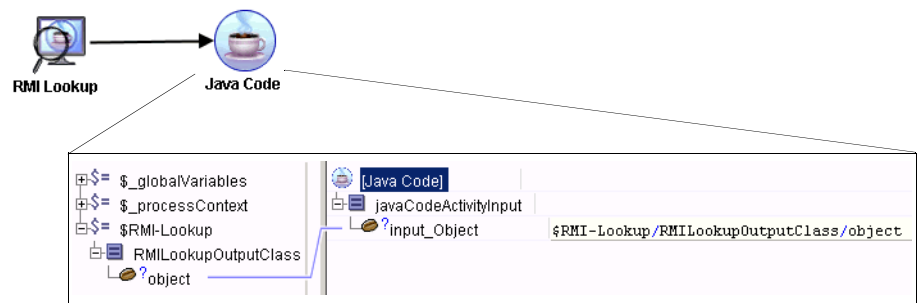 RMI Lookup
Java Code
$= $_globalVariables
$= $_processContext
$= $RMI-Lookup
RMILookupOutputClass
? object
[Java Code]
javaCodeActivityInput
? input_Object
$RMI-Lookup/RMILookupOutputClass/object